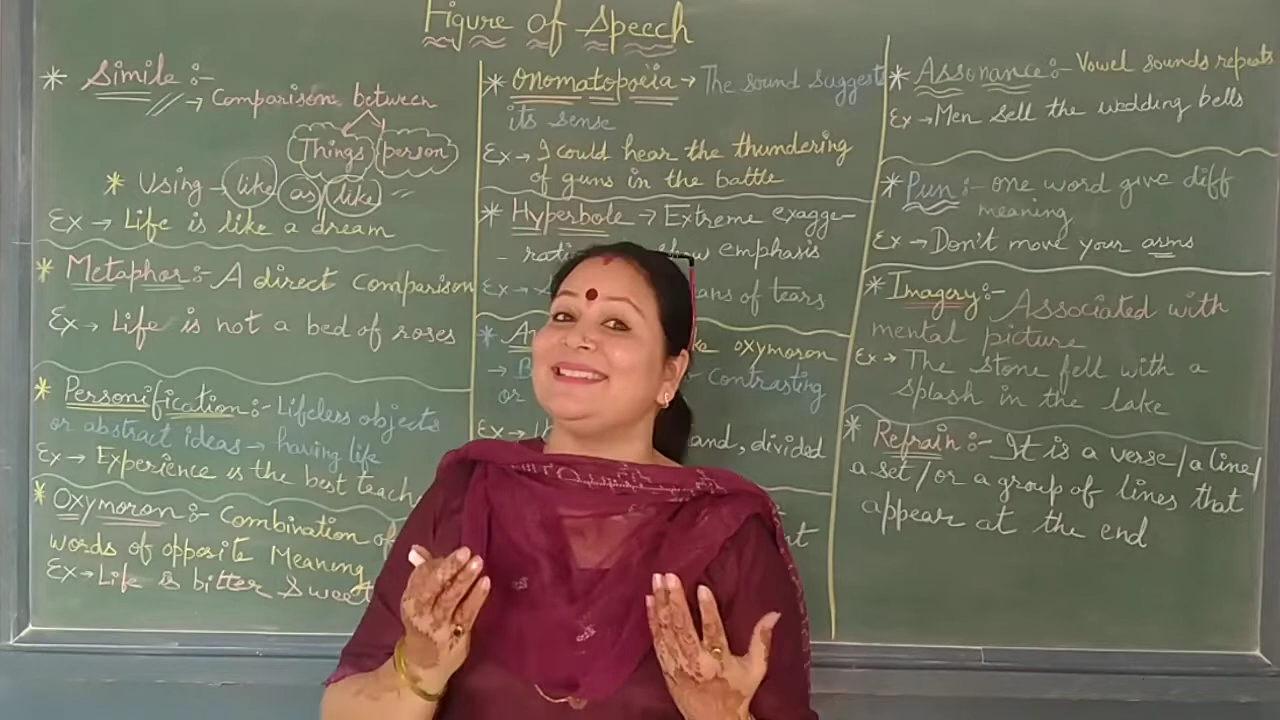 Figure of Speech
* Simile :-
→ Comparison between
Things person
* Using - like as like
Ex → Life is like a dream
* Metaphor :- A direct comparison
Ex → Life is not a bed of roses
* Personification :- Lifeless objects
or abstract ideas → having life
Ex → Experience is the best teach
* Oxymoron :- Combination of
words of opposite Meaning
Ex → Life is bitter sweet
* Onomatopoeia → The sound suggest
its sense
Ex → I could hear the thundering
of guns in the battle
* Hyperbole → Extreme exagge-
- emphasis
Ex → of tears
* oxymoron
→ contrasting
or
Ex → divided
* Assonance :- Vowel sounds repeats
Ex → Men sell the wedding bells
* Pun :- one word give diff
meaning
Ex → Don't move your arms
* Imagery :- Associated with
mental picture
Ex → The stone fell with a
splash in the lake
* Refrain :- It is a verse/a line/
a set/or a group of lines that
appear at the end